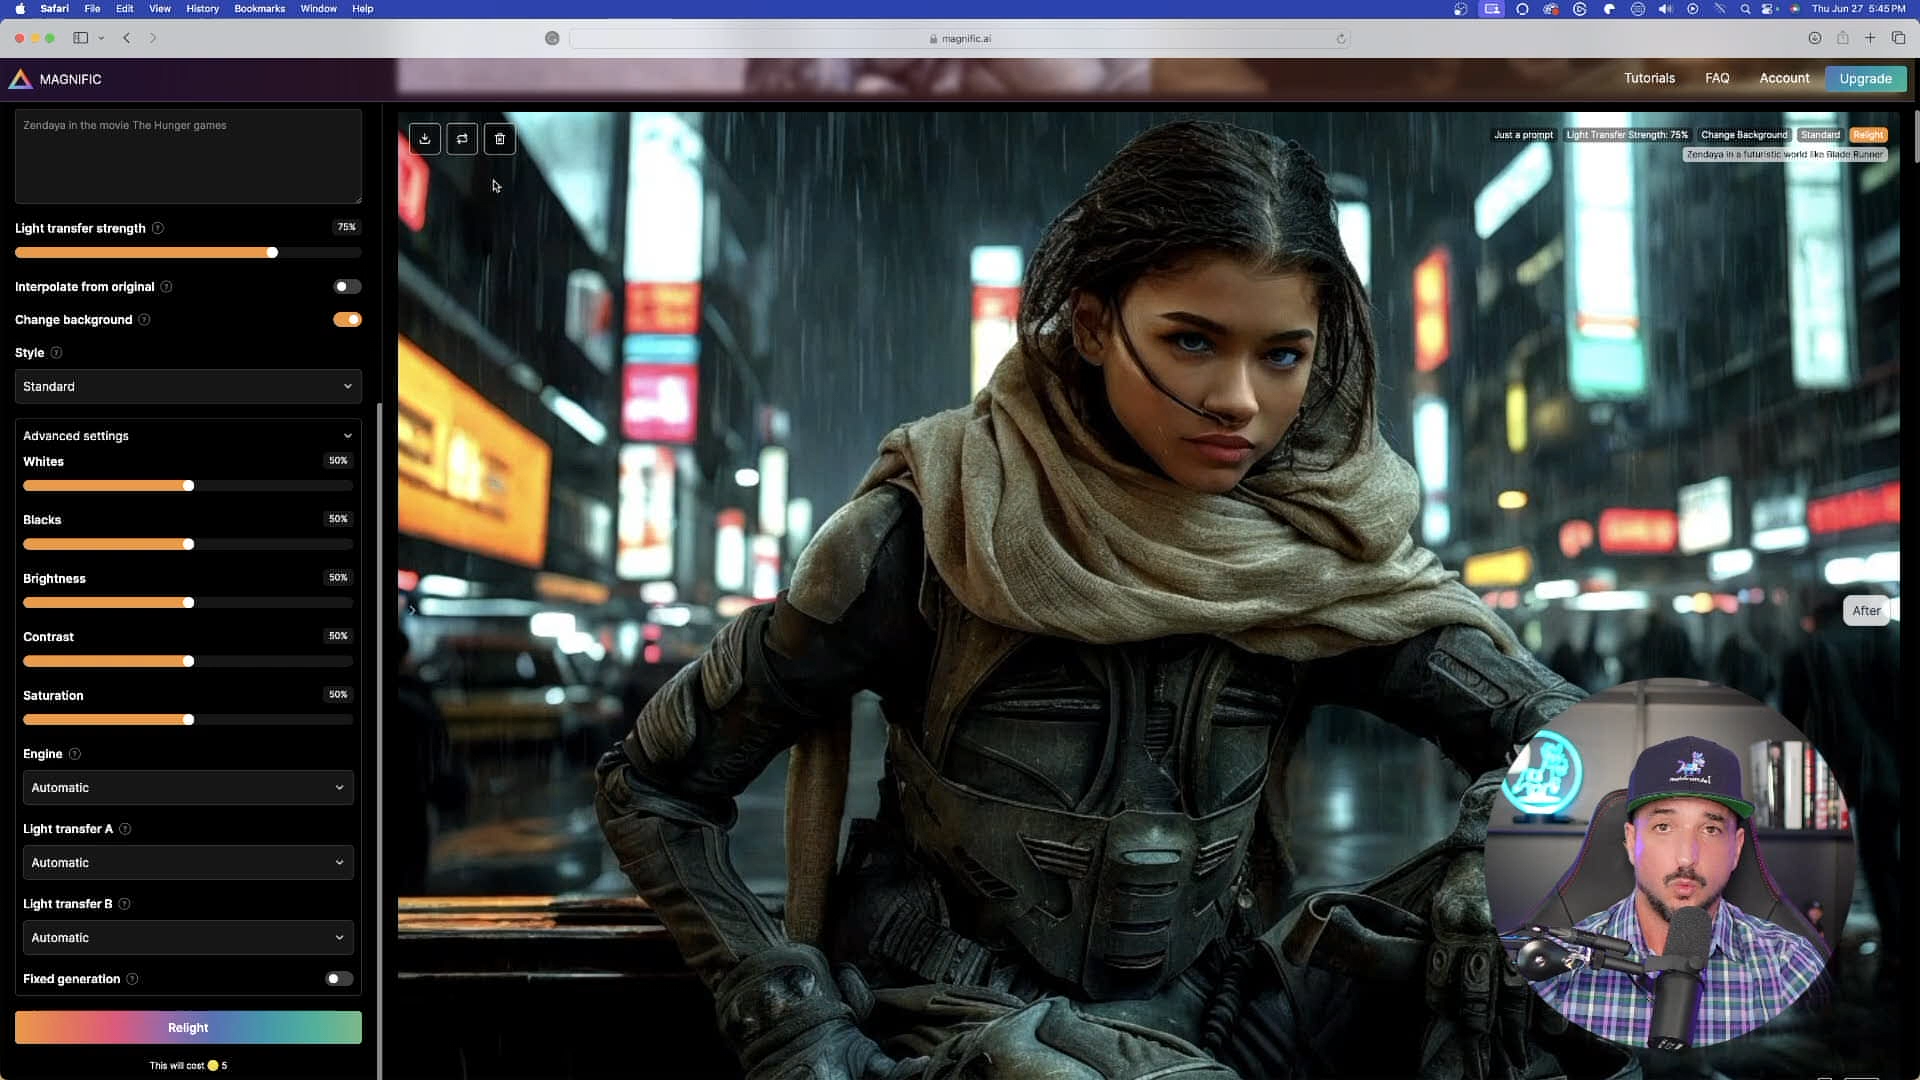 Safari File Edit View History Bookmarks Window Help
Thu Jun 27 5:45 PM
magnific.ai
MAGNIFIC
Tutorials FAQ Account Upgrade
Zendaya in the movie The Hunger games
Just a prompt Light Transfer Strength: 75% Change Background Standard Relight
Zendaya in a futuristic world like Blade Runner
Light transfer strength ? 75%
Interpolate from original ?
Change background ?
Style ?
Standard
Advanced settings
Whites 50%
Blacks 50%
Brightness 50%
After
Contrast 50%
Saturation 50%
Engine ?
Automatic
Light transfer A ?
Automatic
Light transfer B ?
Automatic
Fixed generation ?
Relight
This will cost 5